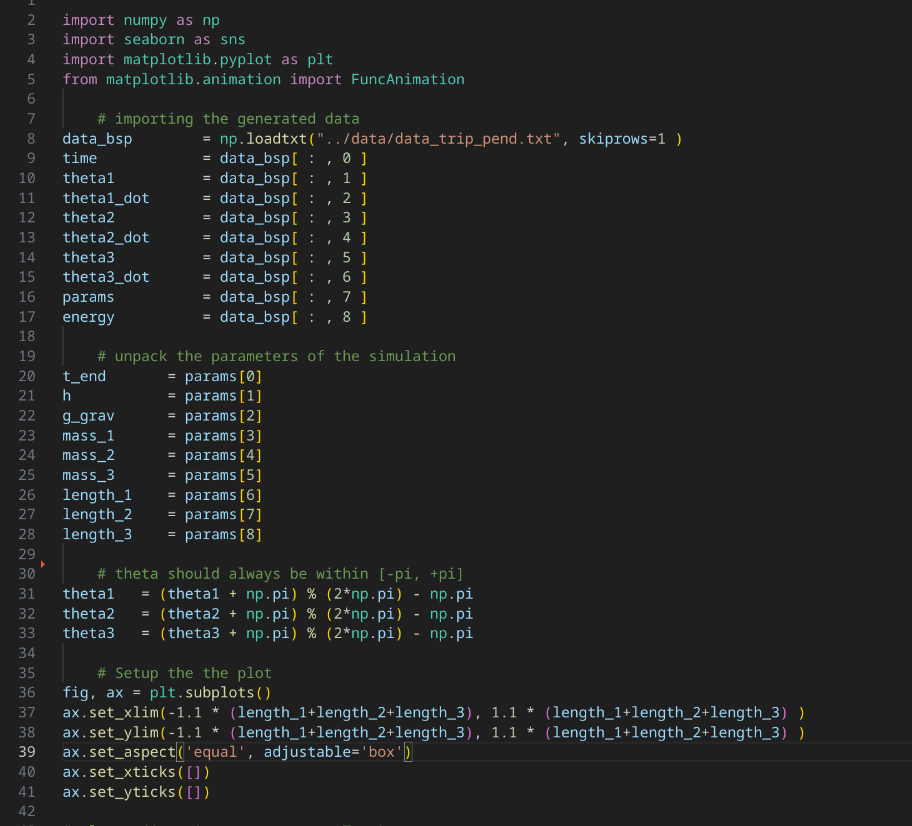 1
2 import numpy as np
3 import seaborn as sns
4 import matplotlib.pyplot as plt
5 from matplotlib.animation import FuncAnimation
6
7     # importing the generated data
8 data_bsp        = np.loadtxt("../data/data_trip_pend.txt", skiprows=1 )
9 time            = data_bsp[ : , 0 ]
10 theta1          = data_bsp[ : , 1 ]
11 theta1_dot      = data_bsp[ : , 2 ]
12 theta2          = data_bsp[ : , 3 ]
13 theta2_dot      = data_bsp[ : , 4 ]
14 theta3          = data_bsp[ : , 5 ]
15 theta3_dot      = data_bsp[ : , 6 ]
16 params          = data_bsp[ : , 7 ]
17 energy          = data_bsp[ : , 8 ]
18
19     # unpack the parameters of the simulation
20 t_end       = params[0]
21 h           = params[1]
22 g_grav      = params[2]
23 mass_1      = params[3]
24 mass_2      = params[4]
25 mass_3      = params[5]
26 length_1    = params[6]
27 length_2    = params[7]
28 length_3    = params[8]
29
30     # theta should always be within [-pi, +pi]
31 theta1   = (theta1 + np.pi) % (2*np.pi) - np.pi
32 theta2   = (theta2 + np.pi) % (2*np.pi) - np.pi
33 theta3   = (theta3 + np.pi) % (2*np.pi) - np.pi
34
35     # Setup the the plot
36 fig, ax = plt.subplots()
37 ax.set_xlim(-1.1 * (length_1+length_2+length_3), 1.1 * (length_1+length_2+length_3) )
38 ax.set_ylim(-1.1 * (length_1+length_2+length_3), 1.1 * (length_1+length_2+length_3) )
39 ax.set_aspect('equal', adjustable='box')
40 ax.set_xticks([])
41 ax.set_yticks([])
42